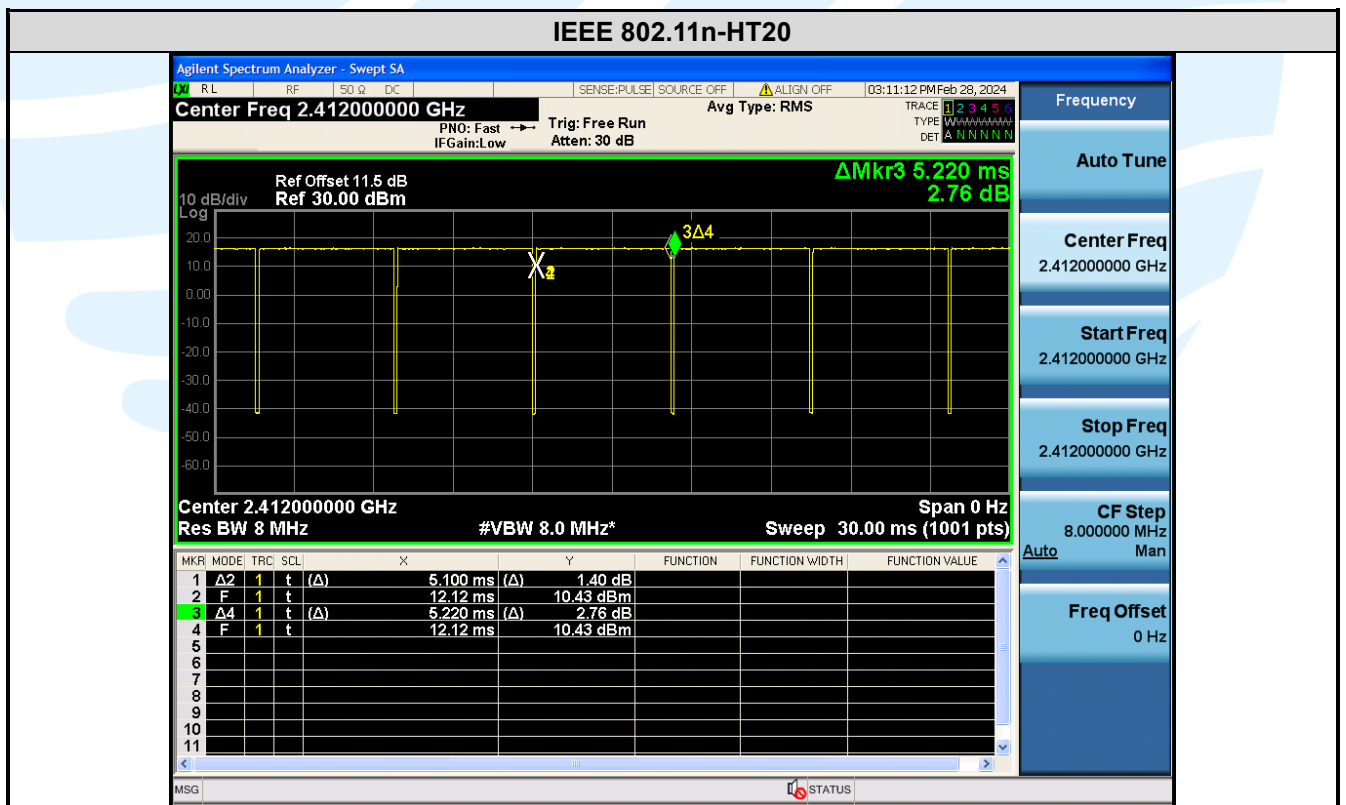 IEEE 802.11n-HT20
Agilent Spectrum Analyzer - Swept SA
LXI RL RF 50 Ω DC SENSE:PULSE SOURCE OFF ALIGN OFF 03:11:12 PM Feb 28, 2024
Center Freq 2.412000000 GHz Avg Type: RMS TRACE 1 2 3 4 5 6
PNO: Fast Trig: Free Run TYPE
IFGain:Low Atten: 30 dB DET A N N N N N
ΔMkr3 5.220 ms
2.76 dB
Ref Offset 11.5 dB
10 dB/div Ref 30.00 dBm
Log
20.0
10.0
0.00
-10.0
-20.0
-30.0
-40.0
-50.0
-60.0
3Δ4
Center 2.412000000 GHz Span 0 Hz
Res BW 8 MHz #VBW 8.0 MHz* Sweep 30.00 ms (1001 pts)
MKR MODE TRC SCL X Y FUNCTION FUNCTION WIDTH FUNCTION VALUE
1 Δ2 1 t (Δ) 5.100 ms (Δ) 1.40 dB
2 F 1 t 12.12 ms 10.43 dBm
3 Δ4 1 t (Δ) 5.220 ms (Δ) 2.76 dB
4 F 1 t 12.12 ms 10.43 dBm
5
6
7
8
9
10
11
MSG STATUS
Frequency
Auto Tune
Center Freq
2.412000000 GHz
Start Freq
2.412000000 GHz
Stop Freq
2.412000000 GHz
CF Step
8.000000 MHz
Auto Man
Freq Offset
0 Hz